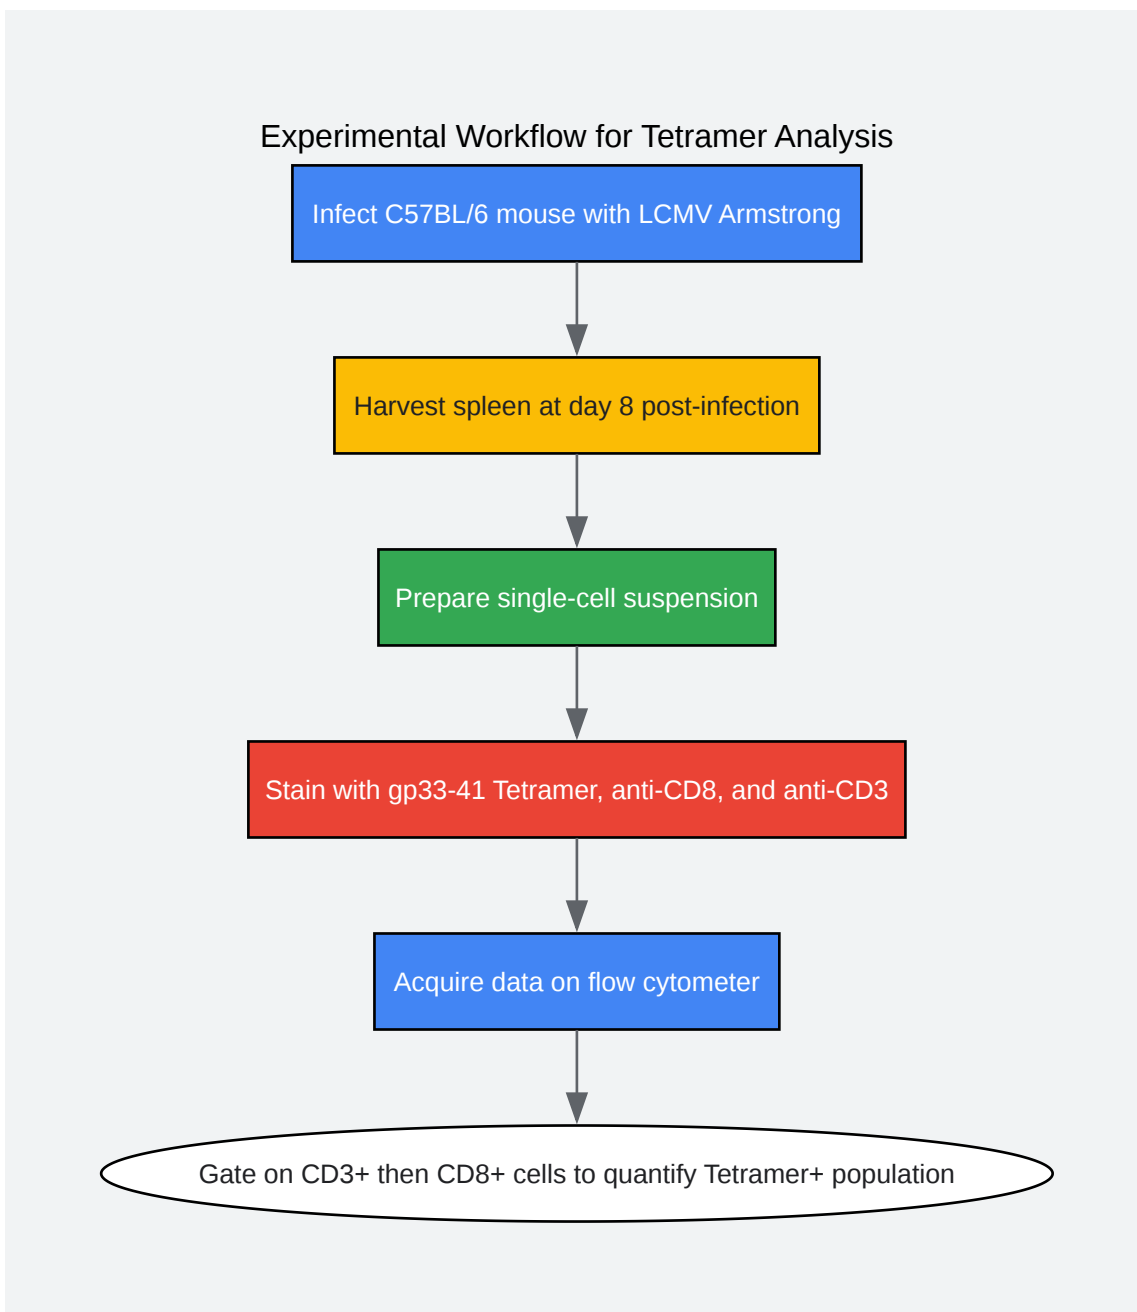 Experimental Workflow for Tetramer Analysis
Infect C57BL/6 mouse with LCMV Armstrong
Harvest spleen at day 8 post-infection
Prepare single-cell suspension
Stain with gp33-41 Tetramer, anti-CD8, and anti-CD3
Acquire data on flow cytometer
Gate on CD3+ then CD8+ cells to quantify Tetramer+ population